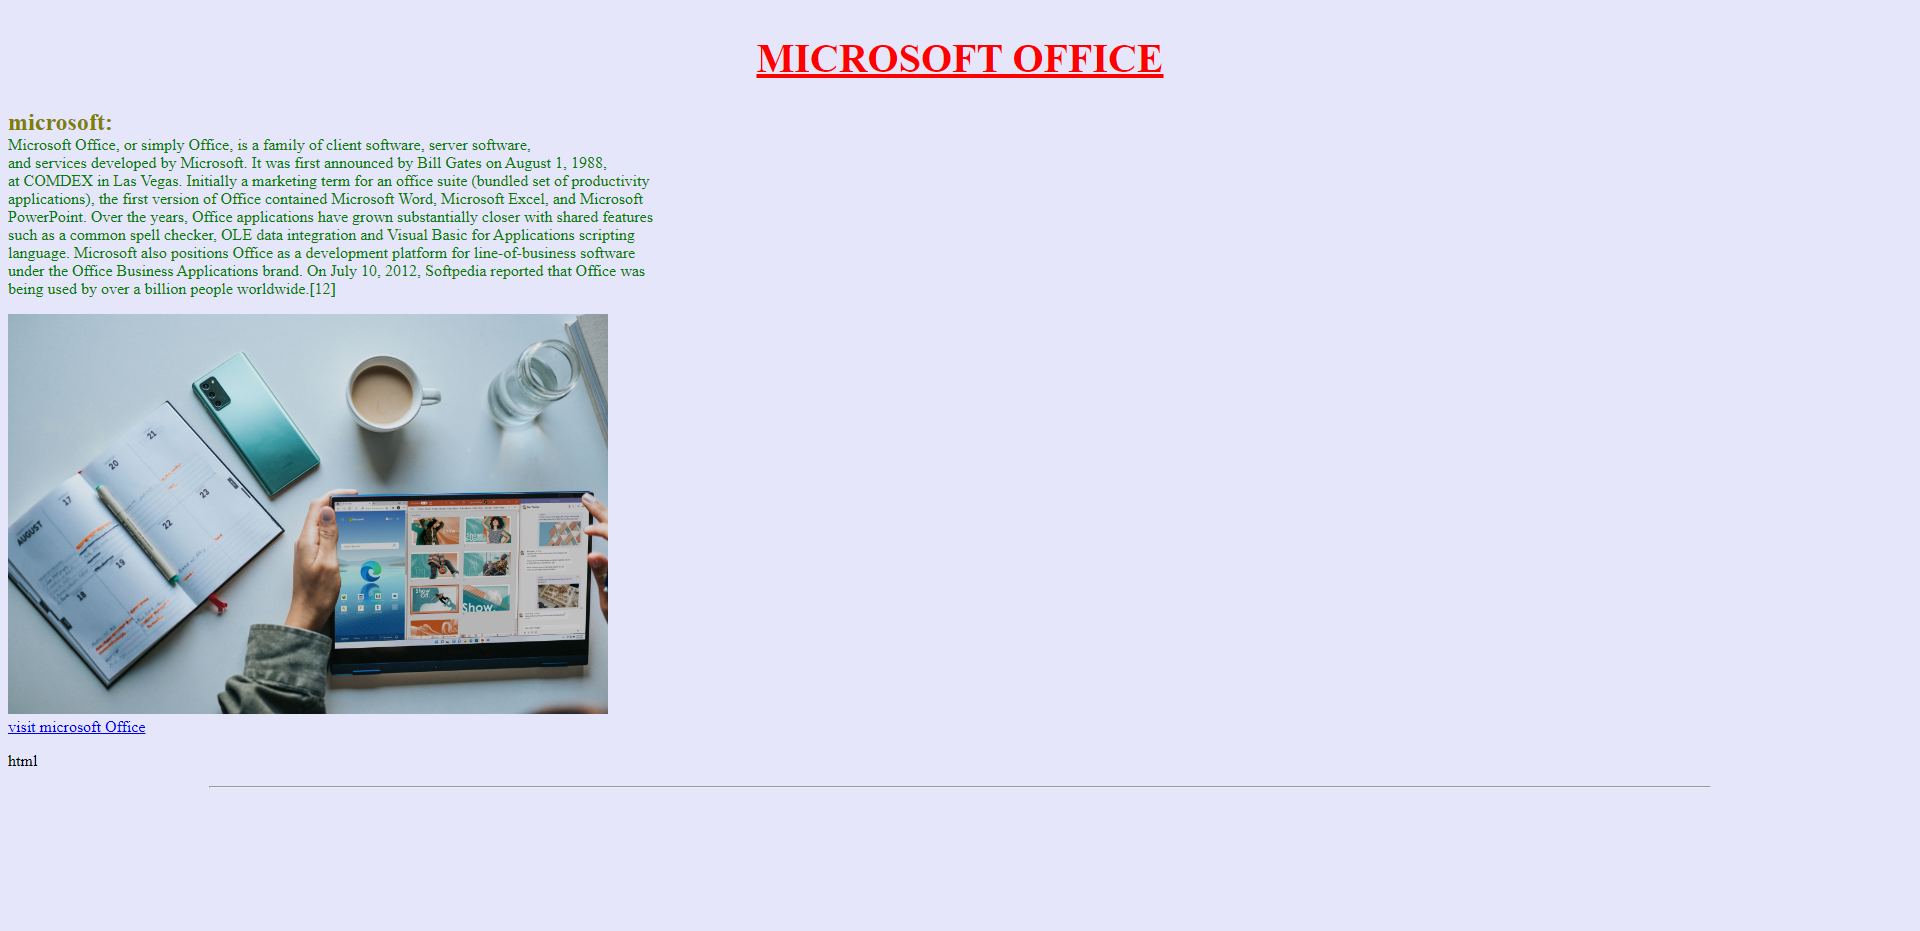 MICROSOFT OFFICE
microsoft:
Microsoft Office, or simply Office, is a family of client software, server software,
and services developed by Microsoft. It was first announced by Bill Gates on August 1, 1988,
at COMDEX in Las Vegas. Initially a marketing term for an office suite (bundled set of productivity
applications), the first version of Office contained Microsoft Word, Microsoft Excel, and Microsoft
PowerPoint. Over the years, Office applications have grown substantially closer with shared features
such as a common spell checker, OLE data integration and Visual Basic for Applications scripting
language. Microsoft also positions Office as a development platform for line-of-business software
under the Office Business Applications brand. On July 10, 2012, Softpedia reported that Office was
being used by over a billion people worldwide.[12]
21
20
17
23
22
AUGUST
19
18
Show
Show
Off.
Show.
visit microsoft Office
html